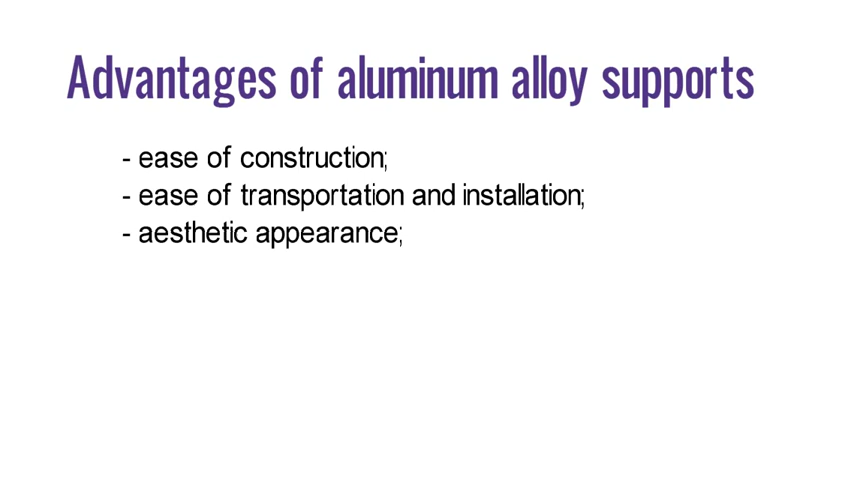 Advantages of aluminum alloy supports
- ease of construction;
- ease of transportation and installation;
- aesthetic appearance;